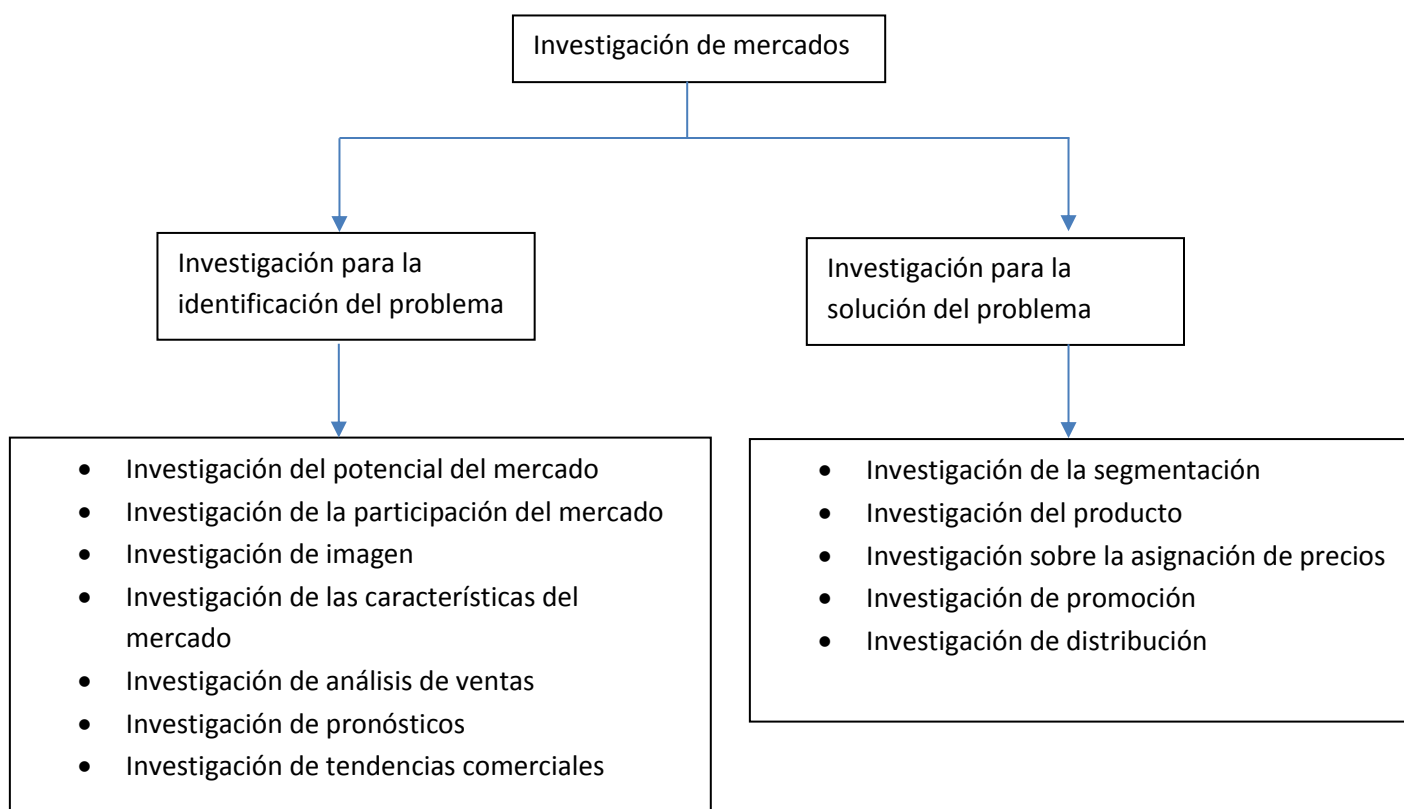 Investigación de mercados
Investigación para la
identificación del problema
Investigación para la
solución del problema
• Investigación del potencial del mercado
• Investigación de la participación del mercado
• Investigación de imagen
• Investigación de las características del
mercado
• Investigación de análisis de ventas
• Investigación de pronósticos
• Investigación de tendencias comerciales
• Investigación de la segmentación
• Investigación del producto
• Investigación sobre la asignación de precios
• Investigación de promoción
• Investigación de distribución